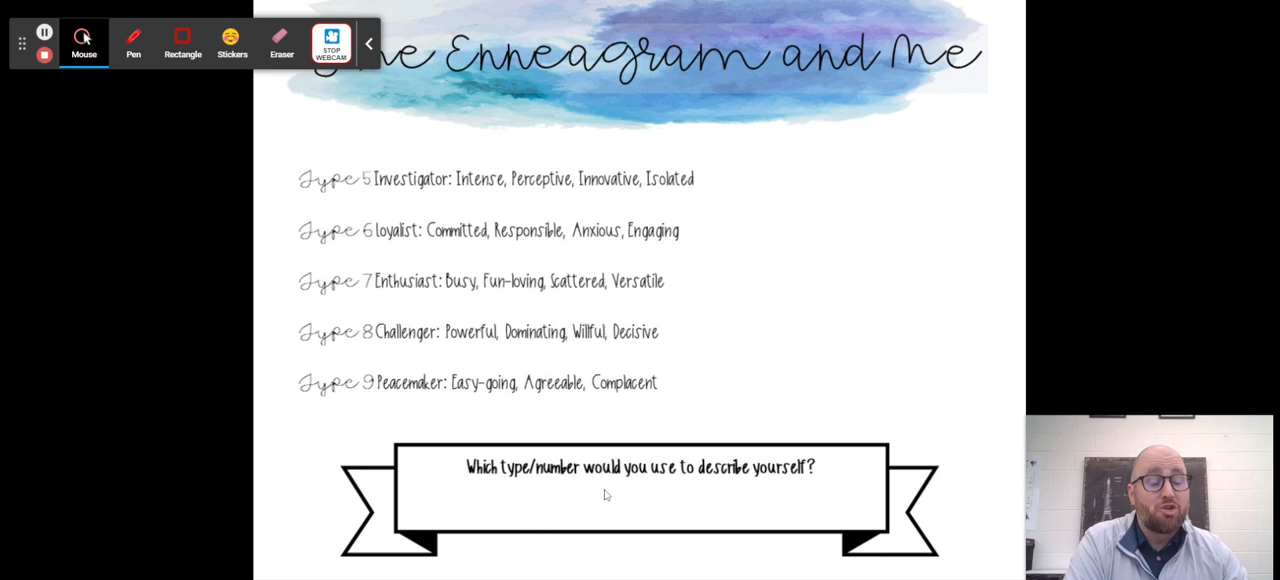 Enneagram and Me
Mouse
Pen
Rectangle
Stickers
Eraser
STOP
WEBCAM
Type 5 Investigator: Intense, Perceptive, Innovative, Isolated
Type 6 Loyalist: Committed, Responsible, Anxious, Engaging
Type 7 Enthusiast: Busy, Fun-loving, Scattered, Versatile
Type 8 Challenger: Powerful, Dominating, Willful, Decisive
Type 9 Peacemaker: Easy-going, Agreeable, Complacent
Which type/number would you use to describe yourself?